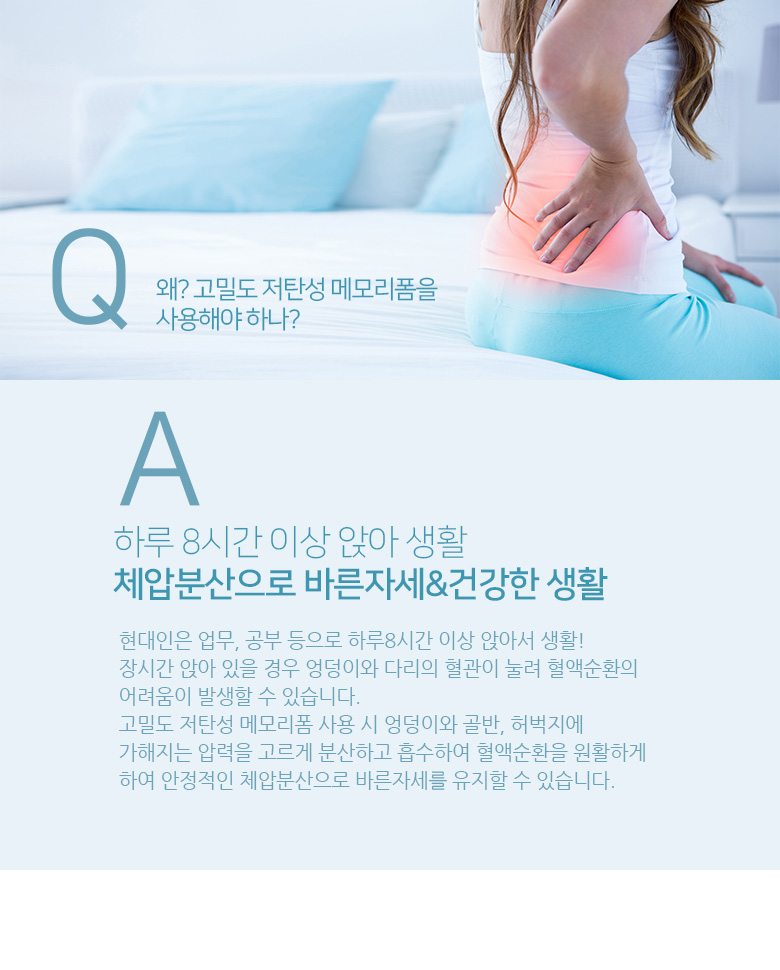 Q
왜? 고밀도 저탄성 메모리폼을
사용해야 하나?
A
하루 8시간 이상 앉아 생활
체압분산으로 바른자세&건강한 생활
현대인은 업무, 공부 등으로 하루8시간 이상 앉아서 생활!
장시간 앉아 있을 경우 엉덩이와 다리의 혈관이 눌려 혈액순환의
어려움이 발생할 수 있습니다.
고밀도 저탄성 메모리폼 사용 시 엉덩이와 골반, 허벅지에
가해지는 압력을 고르게 분산하고 흡수하여 혈액순환을 원활하게
하여 안정적인 체압분산으로 바른자세를 유지할 수 있습니다.